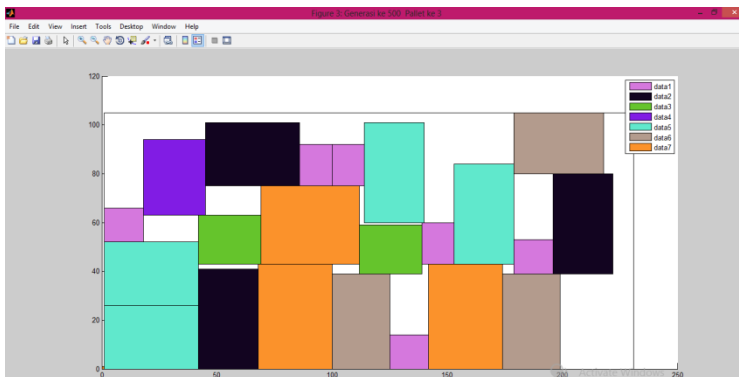 Figure 3: Generasi ke 500 Pallet ke 3
File Edit View Insert Tools Desktop Window Help
120
100
80
60
40
20
0
0 50 100 150 200 250
data1
data2
data3
data4
data5
data6
data7
Activate Windows